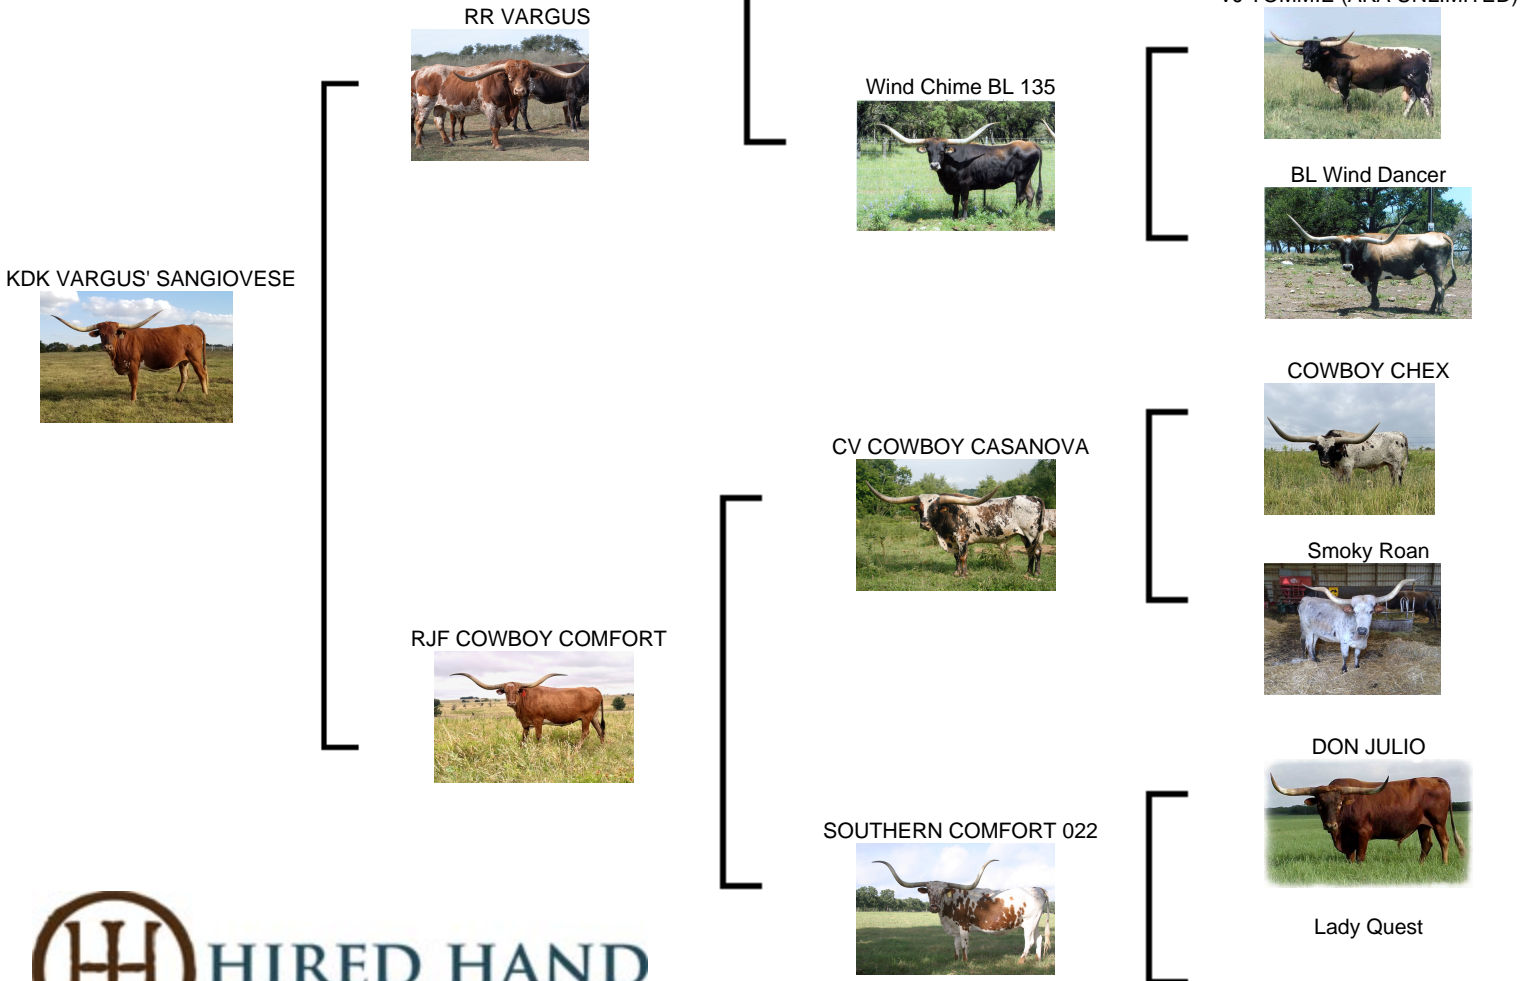 RR VARGUS
Wind Chime BL 135
BL Wind Dancer
KDK VARGUS' SANGIOVESE
COWBOY CHEX
CV COWBOY CASANOVA
Smoky Roan
RJF COWBOY COMFORT
DON JULIO
SOUTHERN COMFORT 022
Lady Quest
HIRED HAND